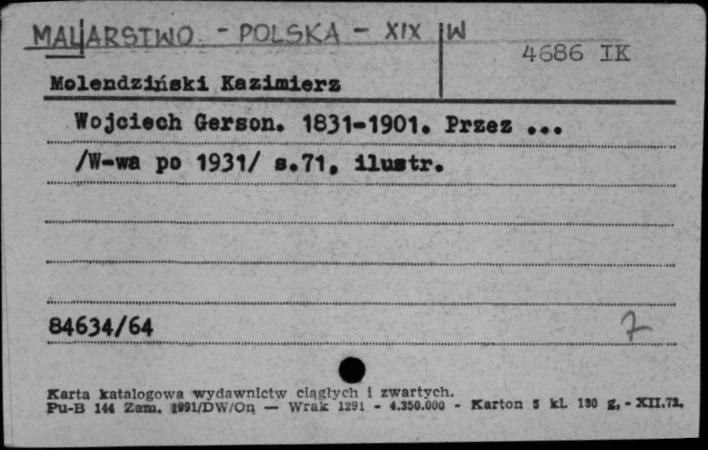 MALARSTWO - POLSKA - XIX W
4686 IK
Molendziński Kazimierz
Wojciech Gerson. 1831-1901. Przez ...
/W-wa po 1931/ s.71, ilustr.
84634/64
7
Karta katalogowa wydawnictw ciągłych i zwartych.
Pu-B 144 Zam. 1991/DW/On — Wrak 1291 - 4.350.000 - Karton 5 kl. 180 g. - XII.72.